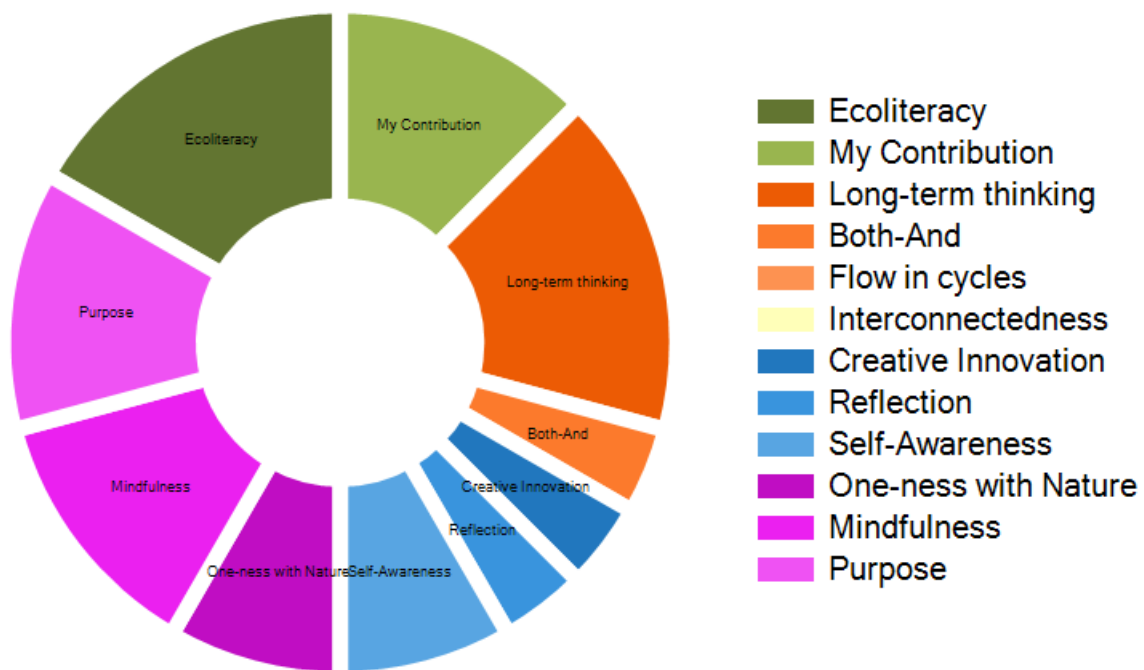 My Contribution
Ecoliteracy
Long-term thinking
Purpose
Both-And
Mindfulness
Creative Innovation
Reflection
One-ness with Nature
Self-Awareness
Ecoliteracy
My Contribution
Long-term thinking
Both-And
Flow in cycles
Interconnectedness
Creative Innovation
Reflection
Self-Awareness
One-ness with Nature
Mindfulness
Purpose